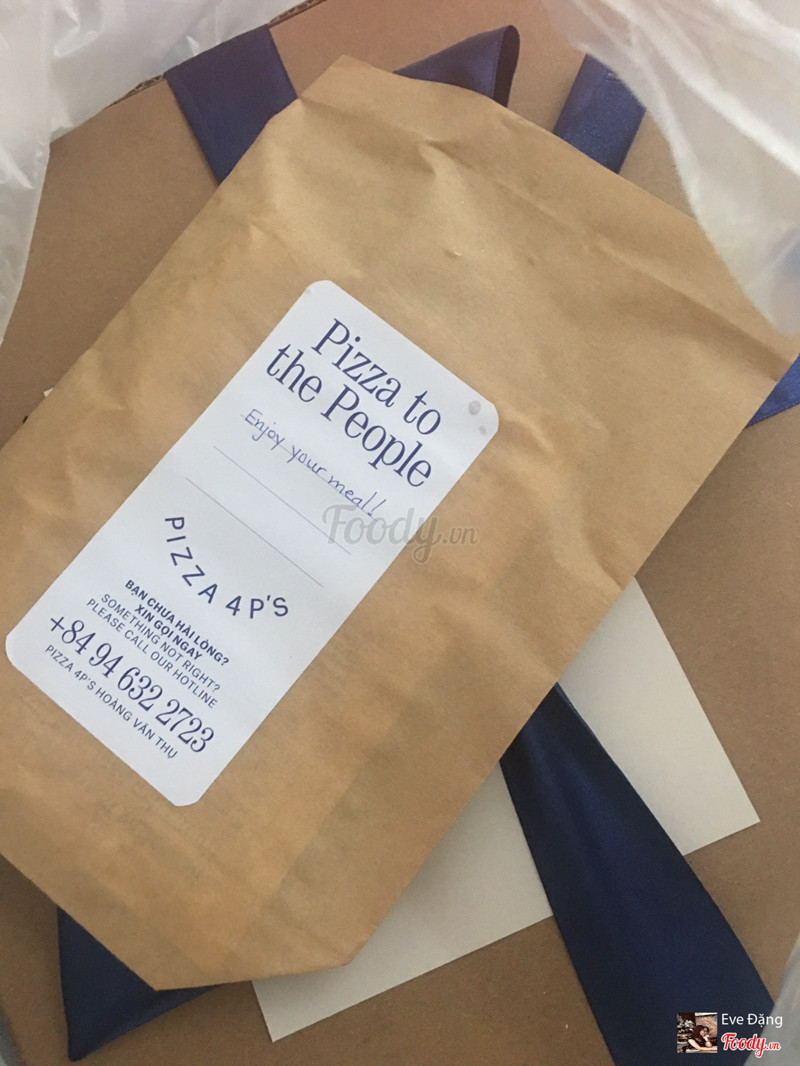 Pizza to
the People
Enjoy your meal!
PIZZA 4P'S
BẠN CHƯA HÀI LÒNG?
XIN GỌI NGAY
SOMETHING NOT RIGHT?
PLEASE CALL OUR HOTLINE
+84 94 632 2723
PIZZA 4P'S HOÀNG VĂN THỤ
Foody.vn
Eve Đặng
Foody.vn